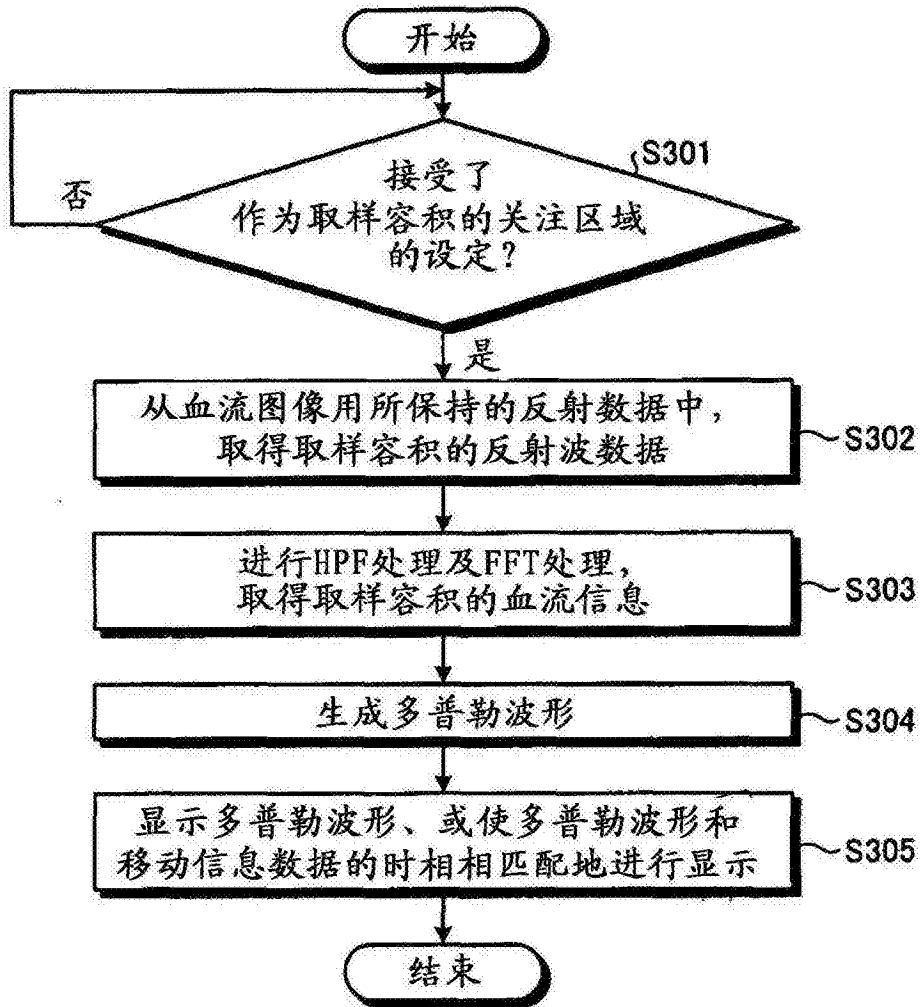 开始
S301
接受了
作为取样容积的关注区域
的设定？
否
是
从血流图像用所保持的反射数据中，
取得取样容积的反射波数据
S302
进行HPF处理及FFT处理，
取得取样容积的血流信息
S303
生成多普勒波形
S304
显示多普勒波形、或使多普勒波形和
移动信息数据的时相相匹配地进行显示
S305
结束